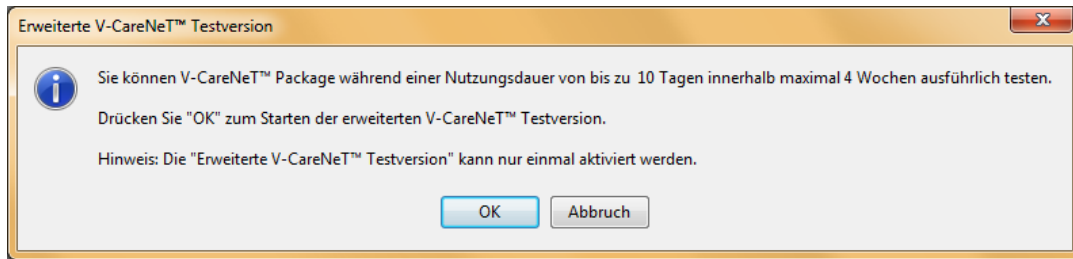 Erweiterte V-CareNeT™ Testversion
Sie können V-CareNeT™ Package während einer Nutzungsdauer von bis zu 10 Tagen innerhalb maximal 4 Wochen ausführlich testen.
Drücken Sie "OK" zum Starten der erweiterten V-CareNeT™ Testversion.
Hinweis: Die "Erweiterte V-CareNeT™ Testversion" kann nur einmal aktiviert werden.
OK
Abbruch